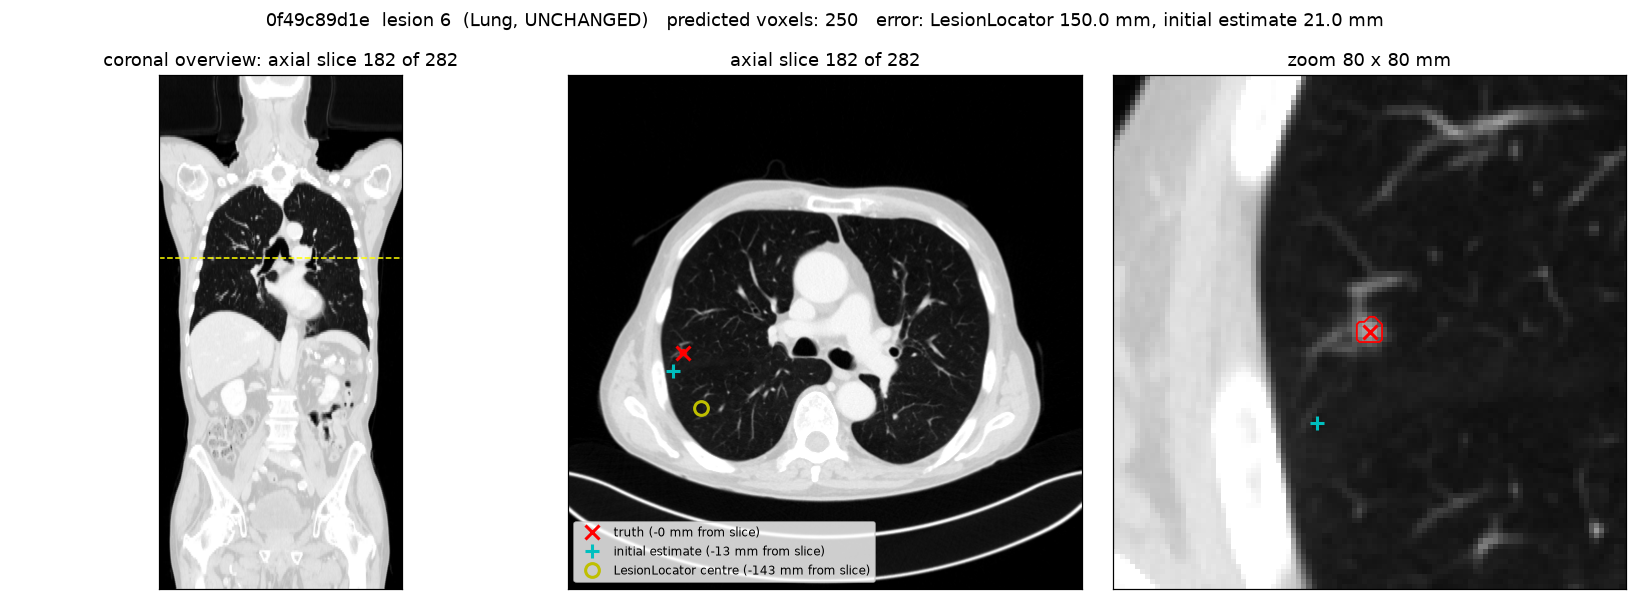 0f49c89d1e  lesion 6  (Lung, UNCHANGED)   predicted voxels: 250   error: LesionLocator 150.0 mm, initial estimate 21.0 mm
coronal overview: axial slice 182 of 282
axial slice 182 of 282
zoom 80 x 80 mm
truth (-0 mm from slice)
initial estimate (-13 mm from slice)
LesionLocator centre (-143 mm from slice)